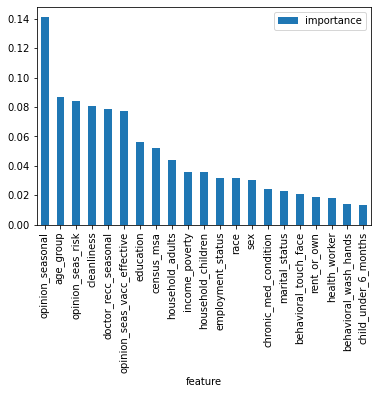 importance
0.14
0.12
0.10
0.08
0.06
0.04
0.02
0.00
opinion_seasonal
age_group
opinion_seas_risk
cleanliness
doctor_recc_seasonal
opinion_seas_vacc_effective
education
census_msa
household_adults
income_poverty
household_children
employment_status
race
sex
chronic_med_condition
marital_status
behavioral_touch_face
rent_or_own
health_worker
behavioral_wash_hands
child_under_6_months
feature